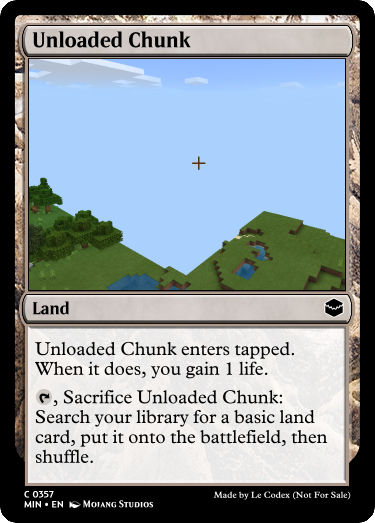 Unloaded Chunk
Land
Unloaded Chunk enters tapped.
When it does, you gain 1 life.
, Sacrifice Unloaded Chunk:
Search your library for a basic land
card, put it onto the battlefield, then
shuffle.
C 0357
MIN • EN Mojang Studios
Made by Le Codex (Not For Sale)